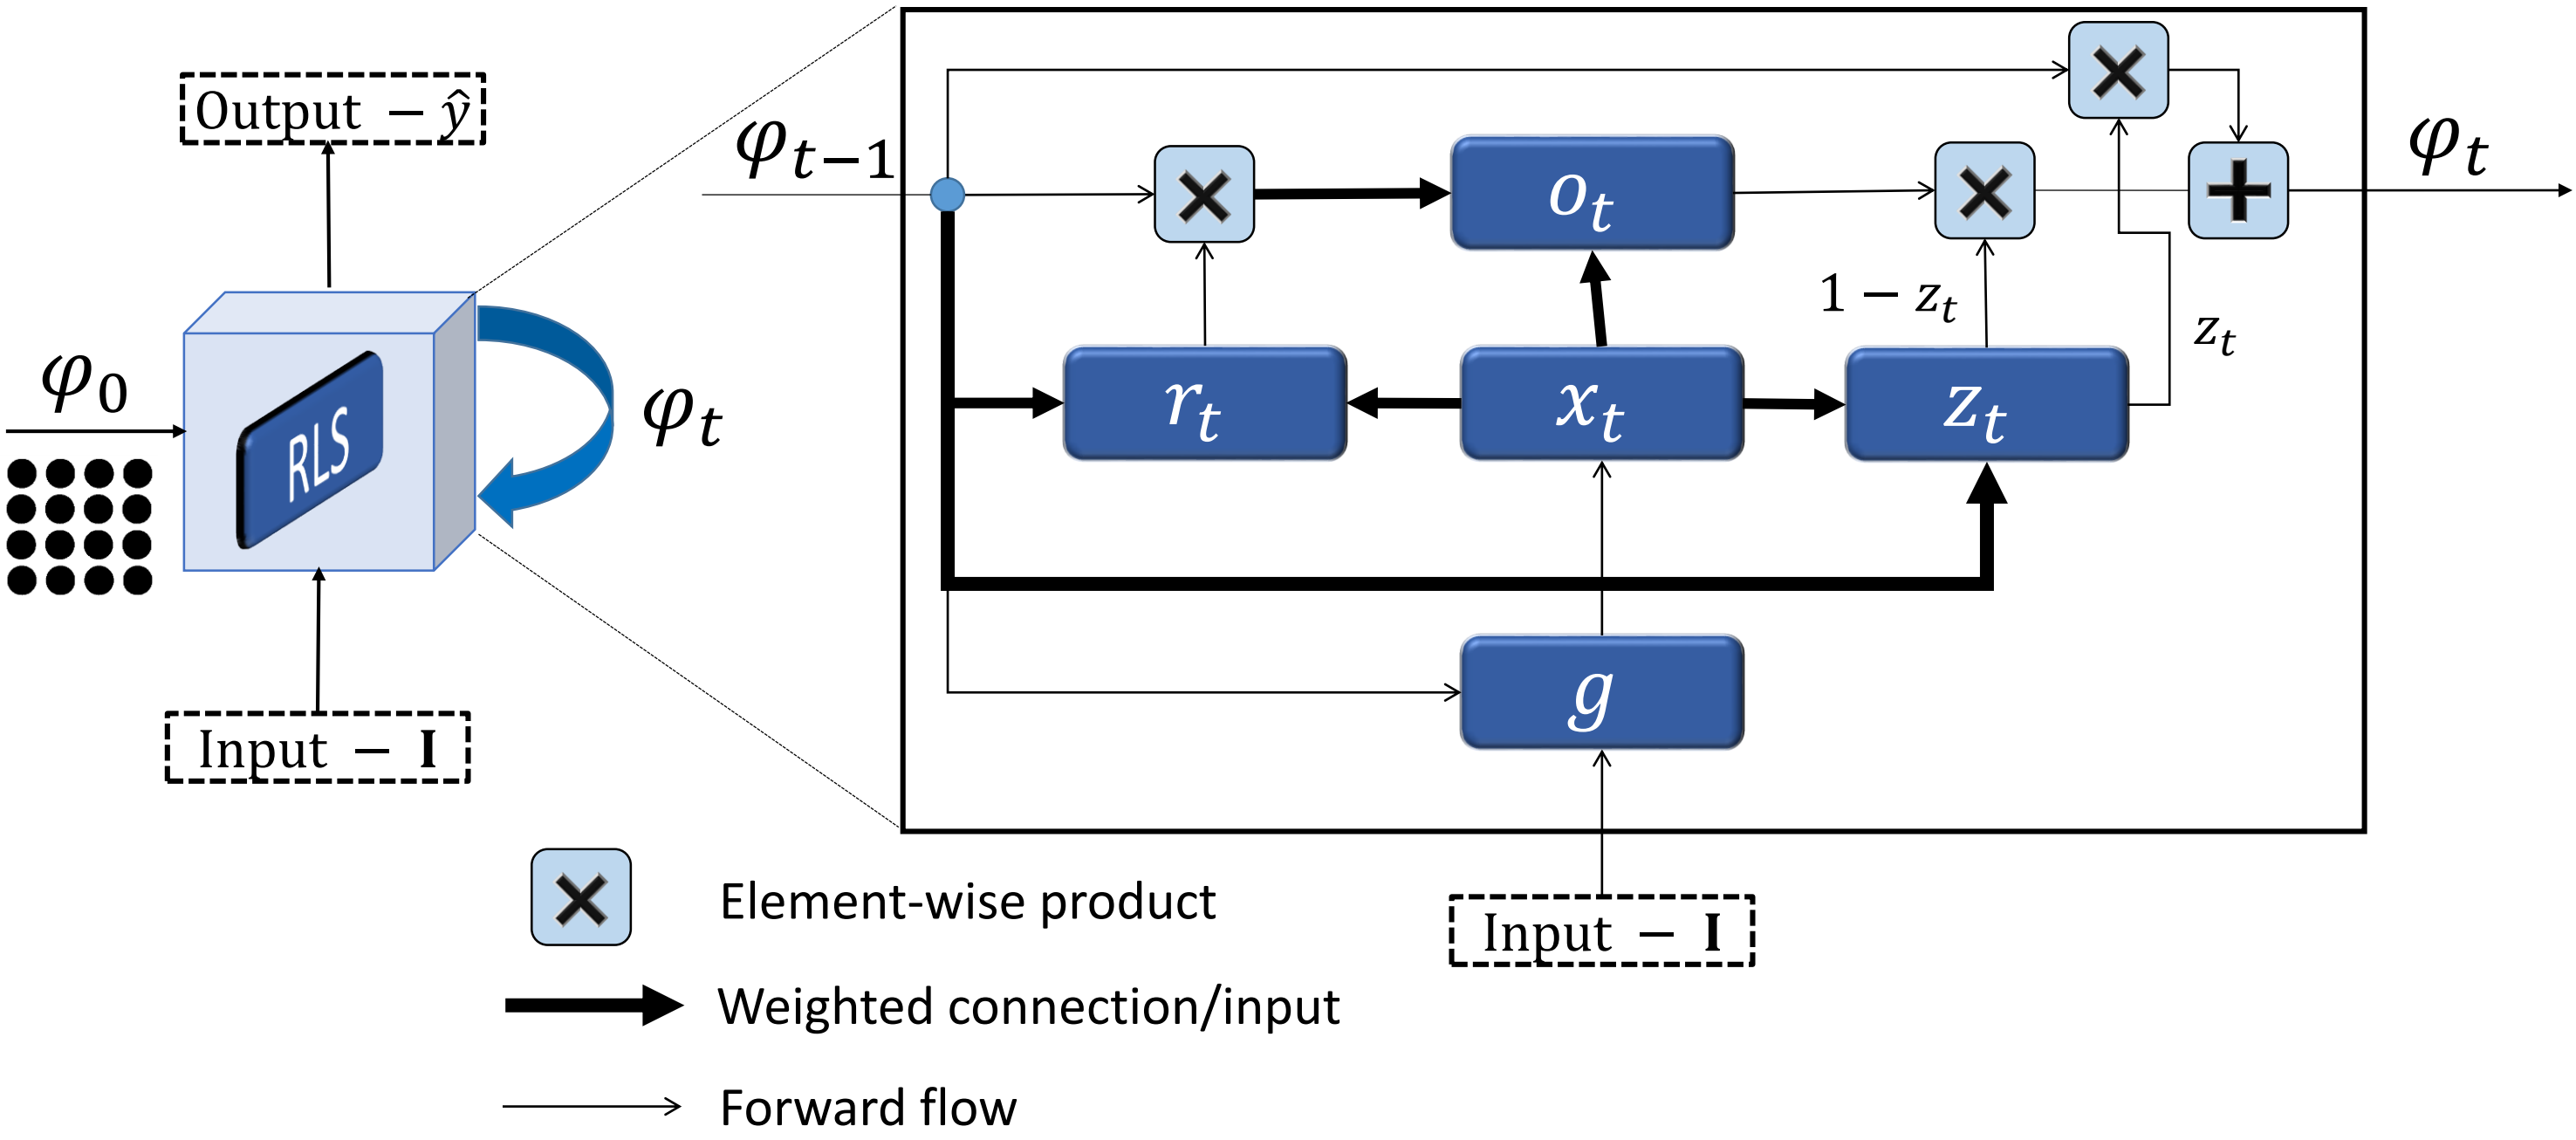 Output − ŷ
φ₀
RLS
φₜ
Input − I
φₜ₋₁
oₜ
φₜ
1 − zₜ
zₜ
rₜ
xₜ
zₜ
g
Input − I
Element-wise product
Weighted connection/input
Forward flow